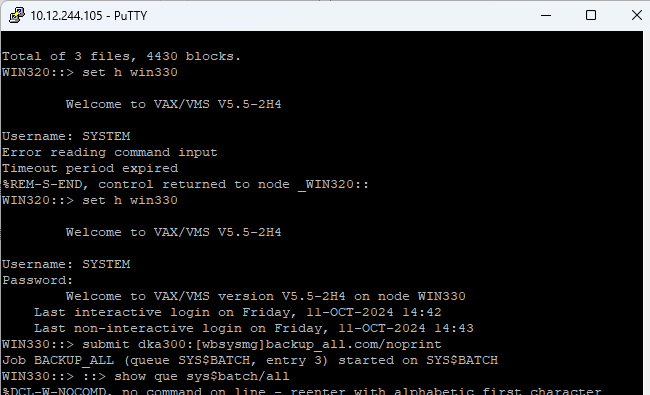 10.12.244.105 - PuTTY
Total of 3 files, 4430 blocks.
WIN320::> set h win330
Welcome to VAX/VMS V5.5-2H4
Username: SYSTEM
Error reading command input
Timeout period expired
%REM-S-END, control returned to node _WIN320::
WIN320::> set h win330
Welcome to VAX/VMS V5.5-2H4
Username: SYSTEM
Password:
Welcome to VAX/VMS version V5.5-2H4 on node WIN330
Last interactive login on Friday, 11-OCT-2024 14:42
Last non-interactive login on Friday, 11-OCT-2024 14:43
WIN330::> submit dka300:[wbsysmg]backup_all.com/noprint
Job BACKUP_ALL (queue SYS$BATCH, entry 3) started on SYS$BATCH
WIN330::> ::> show que sys$batch/all
%DCL-W-NOCOMD, no command on line - reenter with alphabetic first character